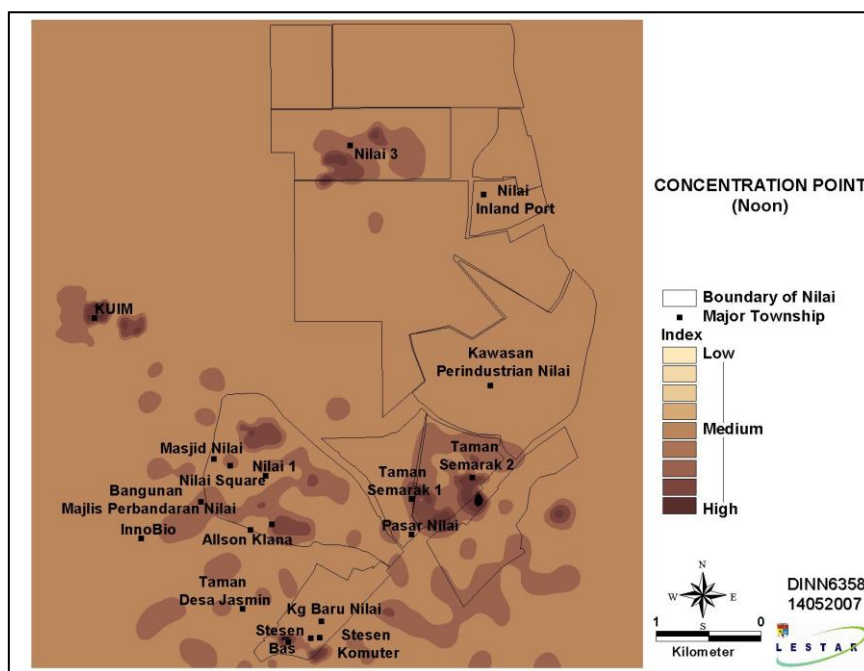 Nilai 3
Nilai
Inland Port
KUIM
Kawasan
Perindustrian Nilai
Masjid Nilai
Nilai 1
Nilai Square
Bangunan
Majlis Perbandaran Nilai
InnoBio
Allson Klana
Taman
Semarak 2
Taman
Semarak 1
Pasar Nilai
Taman
Desa Jasmin
Kg Baru Nilai
Stesen
Bas
Stesen
Komuter
CONCENTRATION POINT
(Noon)
Boundary of Nilai
Major Township
Index
Low
Medium
High
N
W
E
S
1
0
Kilometer
DINN6358
14052007
LESTARI